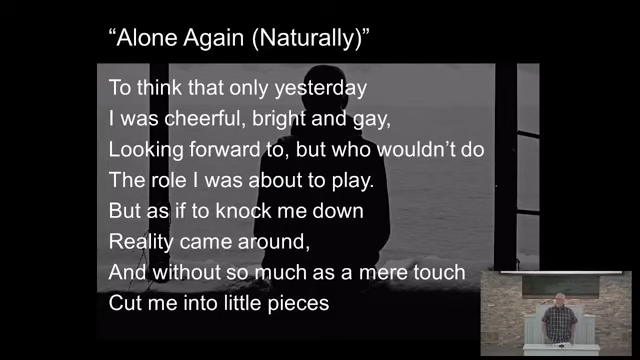 “Alone Again (Naturally)”
To think that only yesterday
I was cheerful, bright and gay,
Looking forward to, but who wouldn’t do
The role I was about to play.
But as if to knock me down
Reality came around,
And without so much as a mere touch
Cut me into little pieces